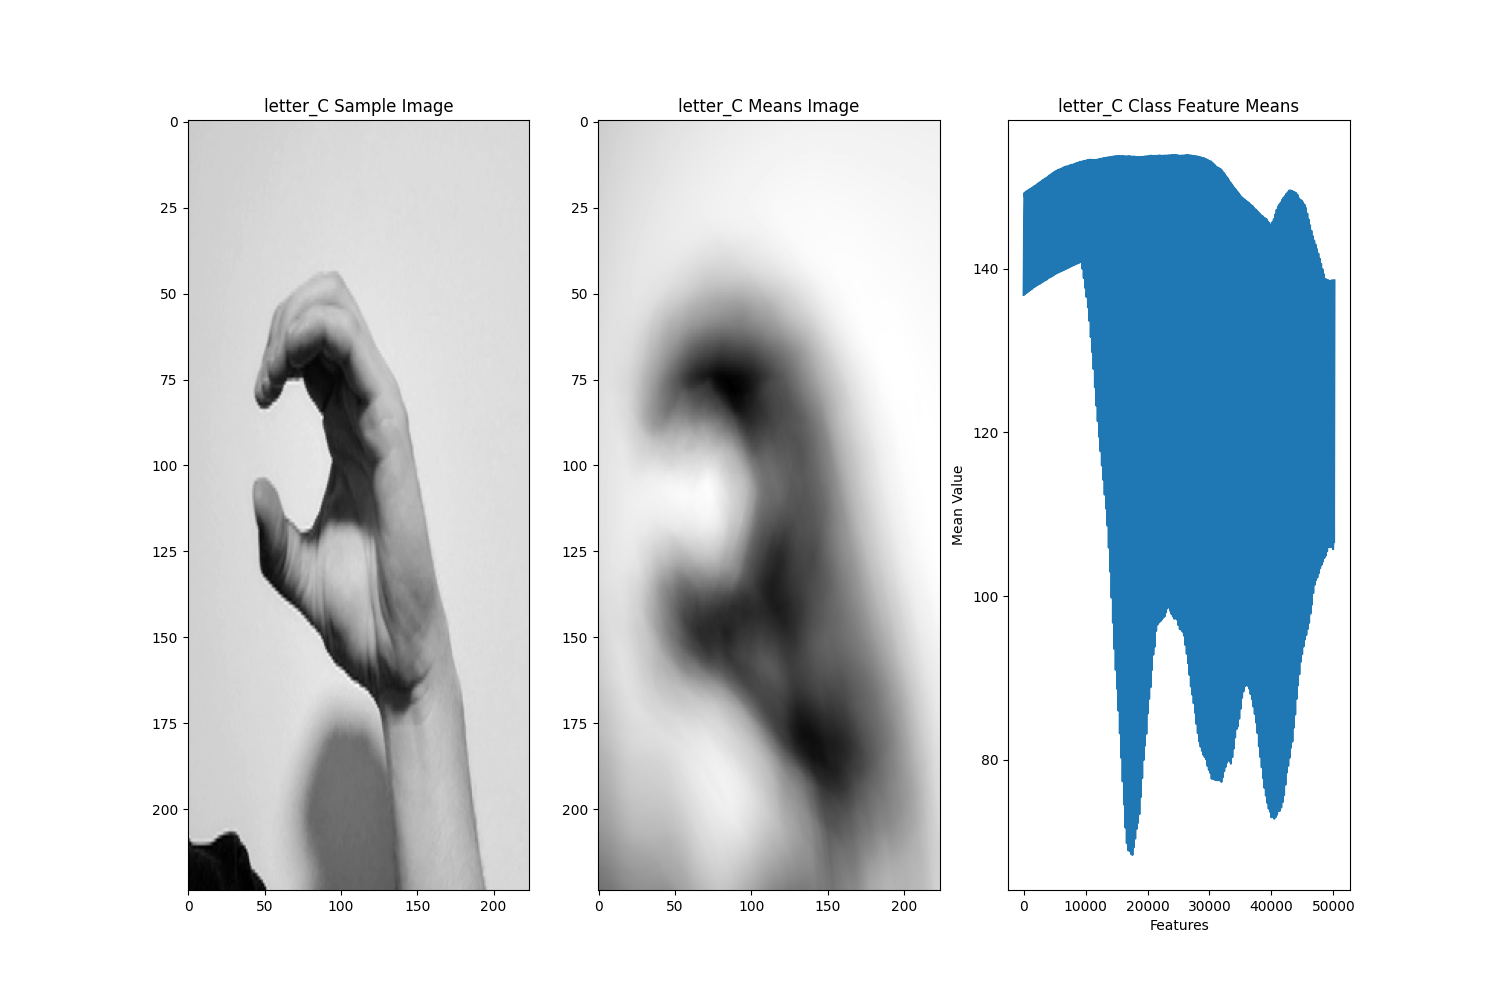 letter_C Sample Image
0
25
50
75
100
125
150
175
200
0 50 100 150 200
letter_C Means Image
0
25
50
75
100
125
150
175
200
0 50 100 150 200
letter_C Class Feature Means
Mean Value
140
120
100
80
0 10000 20000 30000 40000 50000
Features